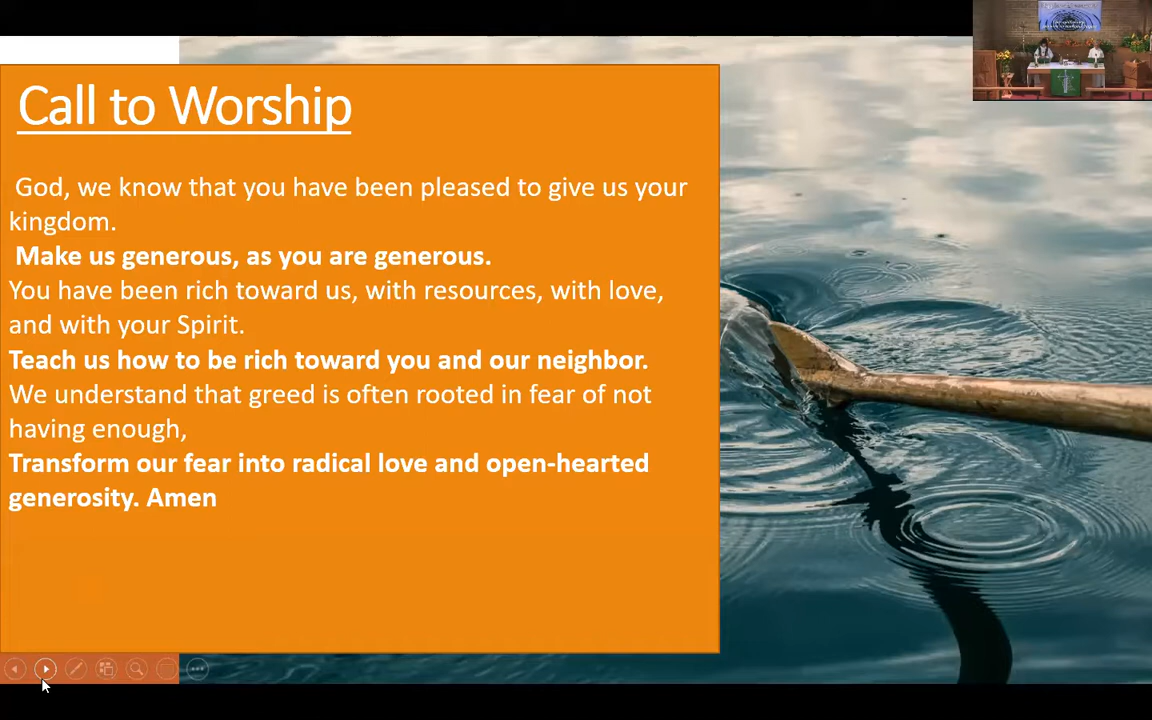 Call to Worship
God, we know that you have been pleased to give us your
kingdom.
Make us generous, as you are generous.
You have been rich toward us, with resources, with love,
and with your Spirit.
Teach us how to be rich toward you and our neighbor.
We understand that greed is often rooted in fear of not
having enough,
Transform our fear into radical love and open-hearted
generosity. Amen